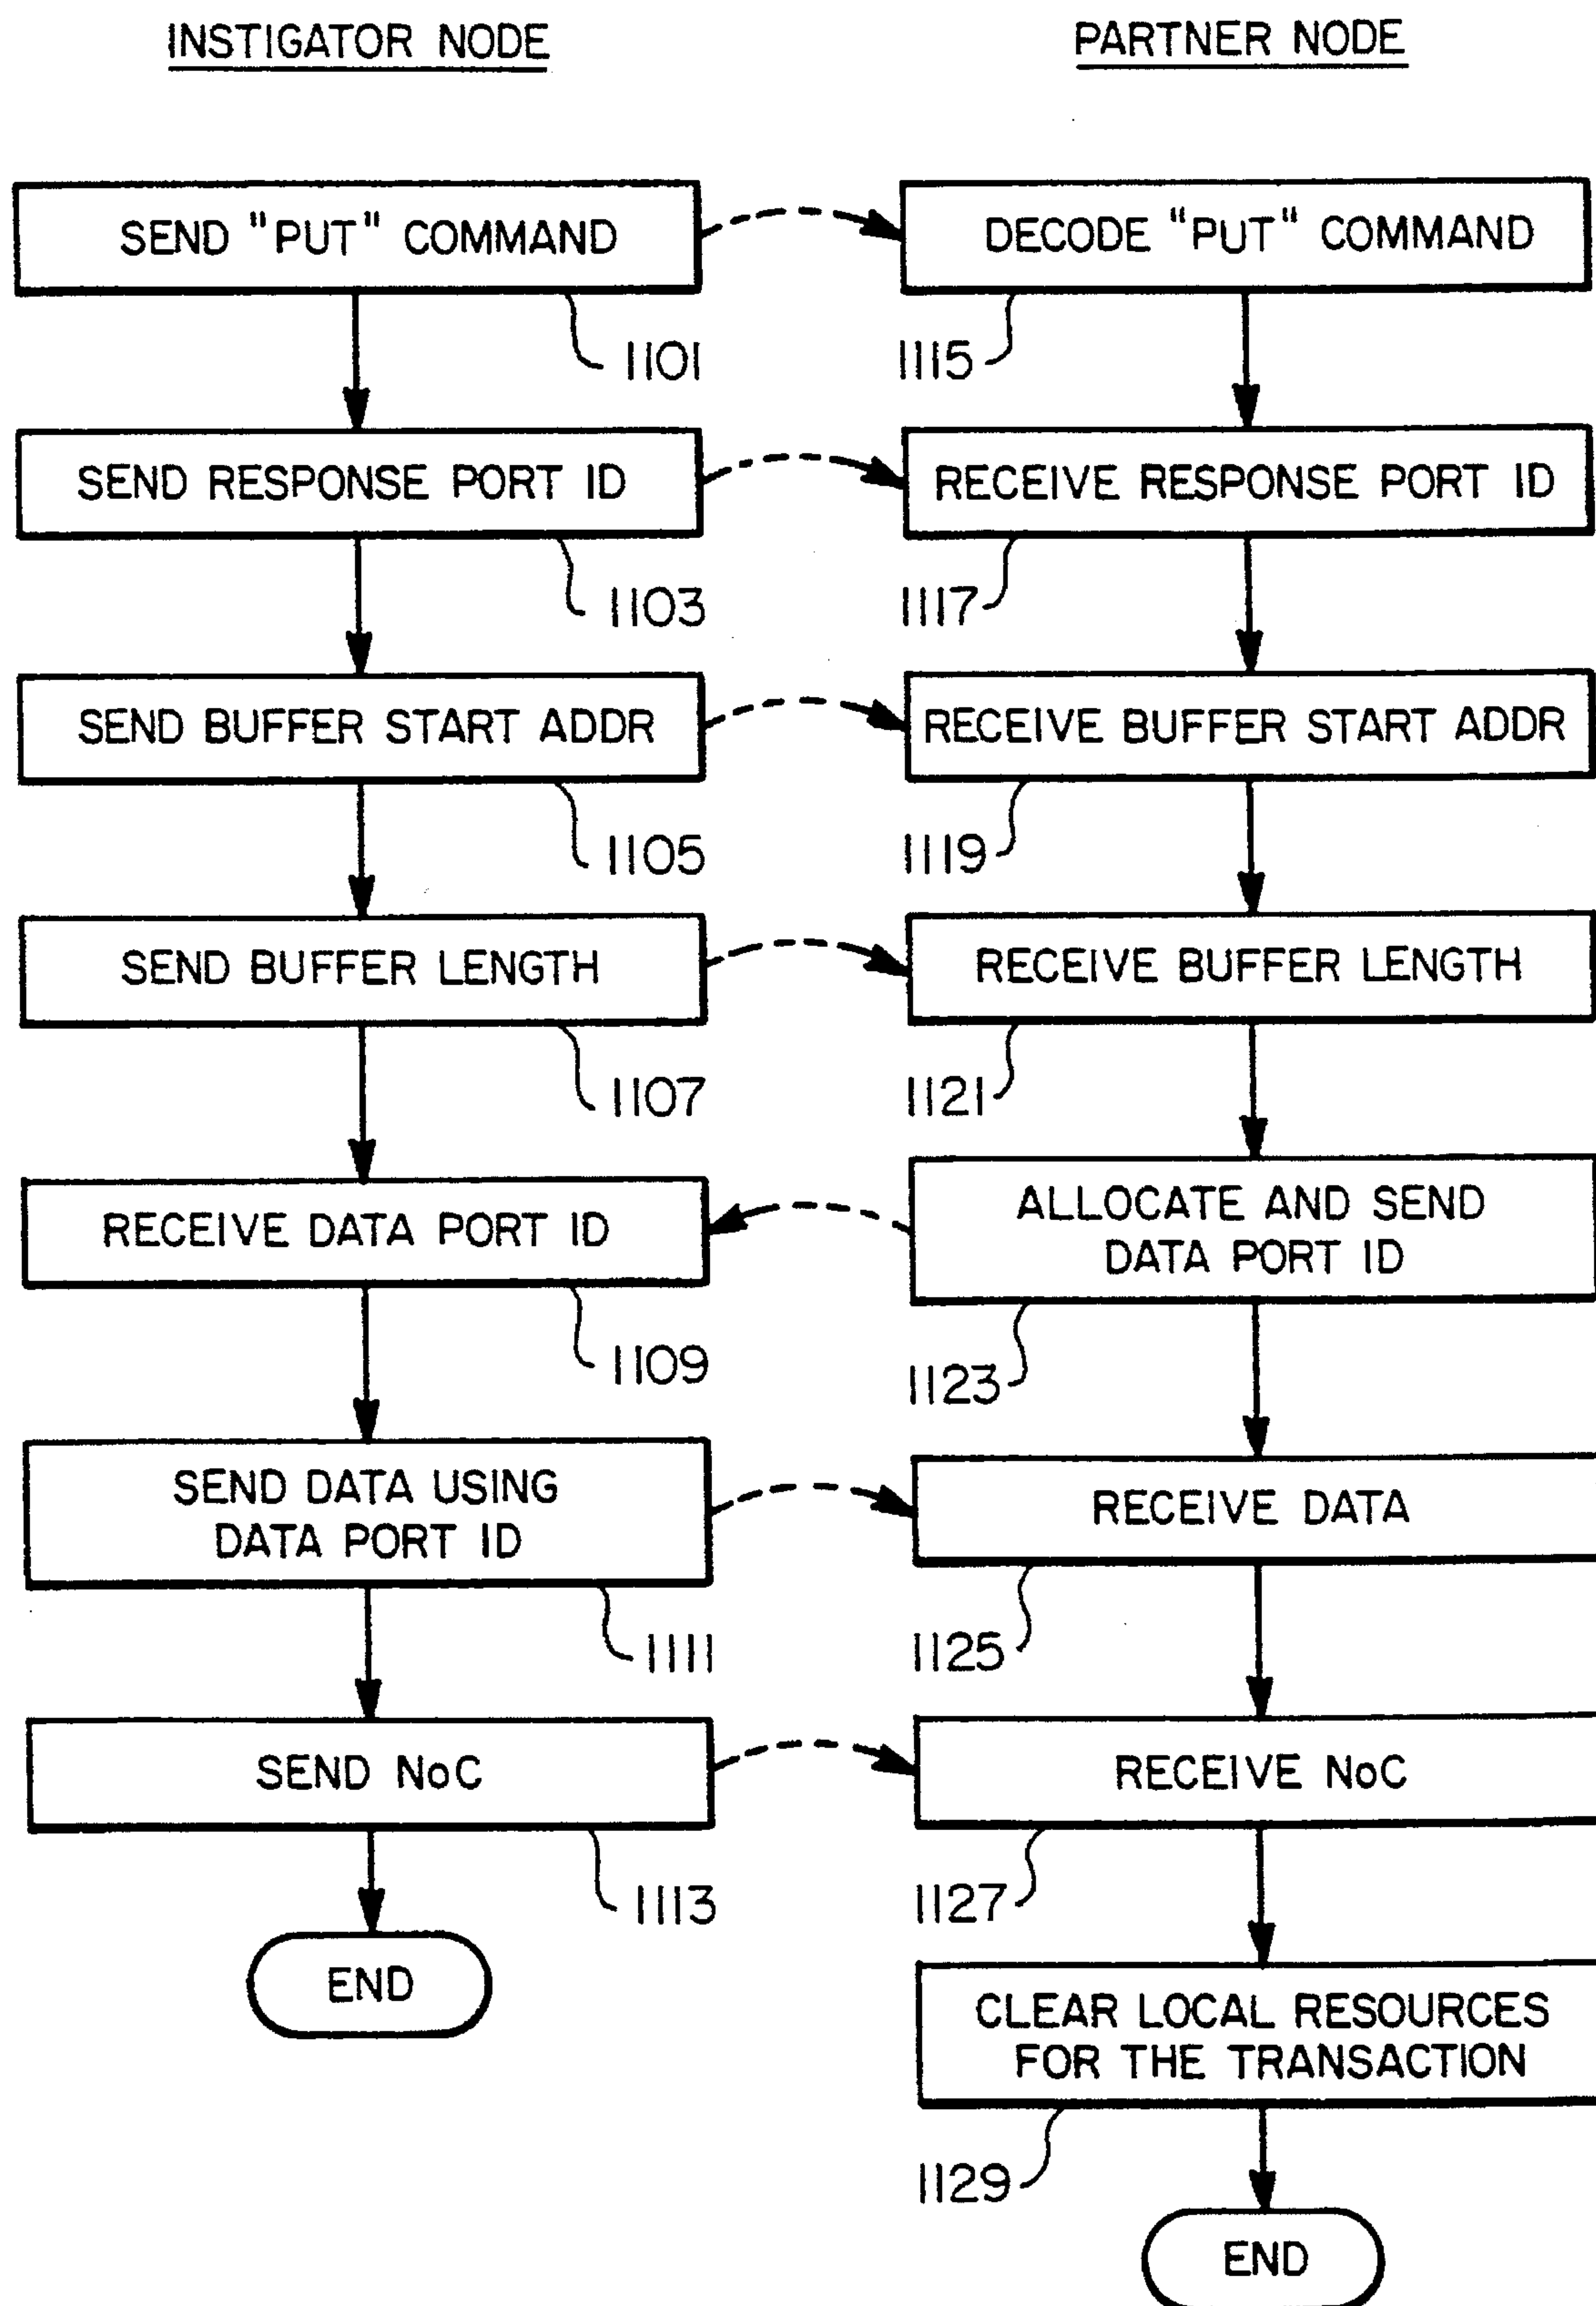 INSTIGATOR NODE
PARTNER NODE
SEND "PUT" COMMAND
DECODE "PUT" COMMAND
1101
1115
SEND RESPONSE PORT ID
RECEIVE RESPONSE PORT ID
1103
1117
SEND BUFFER START ADDR
RECEIVE BUFFER START ADDR
1105
1119
SEND BUFFER LENGTH
RECEIVE BUFFER LENGTH
1107
1121
RECEIVE DATA PORT ID
ALLOCATE AND SEND
DATA PORT ID
1109
1123
SEND DATA USING
DATA PORT ID
RECEIVE DATA
1111
1125
SEND NoC
RECEIVE NoC
1113
1127
END
CLEAR LOCAL RESOURCES
FOR THE TRANSACTION
1129
END